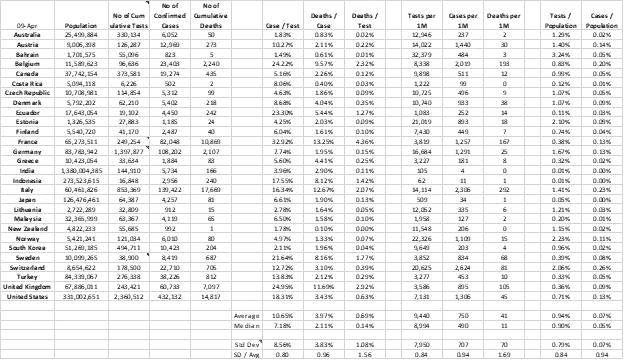 09-Apr Population No of Cumulative Tests No of Confirmed Cases No of Cumulative Deaths Case / Test Deaths / Case Deaths / Test Tests per 1M Cases per 1M Deaths per 1M Tests / Population Cases / Population
Australia 25,499,884 330,134 6,052 50 1.83% 0.83% 0.02% 12,946 237 2 1.29% 0.02%
Austria 9,006,398 126,287 12,969 273 10.27% 2.11% 0.22% 14,022 1,440 30 1.40% 0.14%
Bahrain 1,701,575 55,096 823 5 1.49% 0.61% 0.01% 32,379 484 3 3.24% 0.05%
Belgium 11,589,623 96,636 23,403 2,240 24.22% 9.57% 2.32% 8,338 2,019 193 0.83% 0.20%
Canada 37,742,154 373,581 19,274 435 5.16% 2.26% 0.12% 9,898 511 12 0.99% 0.05%
Costa Rica 5,094,118 6,226 502 2 8.06% 0.40% 0.03% 1,222 99 0 0.12% 0.01%
Czech Republic 10,708,981 114,854 5,312 99 4.63% 1.86% 0.09% 10,725 496 9 1.07% 0.05%
Denmark 5,792,202 62,210 5,402 218 8.68% 4.04% 0.35% 10,740 933 38 1.07% 0.09%
Ecuador 17,643,054 19,102 4,450 242 23.30% 5.44% 1.27% 1,083 252 14 0.11% 0.03%
Estonia 1,326,535 27,883 1,185 24 4.25% 2.03% 0.09% 21,019 893 18 2.10% 0.09%
Finland 5,540,720 41,170 2,487 40 6.04% 1.61% 0.10% 7,430 449 7 0.74% 0.04%
France 65,273,511 249,254 82,048 10,869 32.92% 13.25% 4.36% 3,819 1,257 167 0.38% 0.13%
Germany 83,783,942 1,397,877 108,202 2,107 7.74% 1.95% 0.15% 16,684 1,291 25 1.67% 0.13%
Greece 10,423,054 33,634 1,884 83 5.60% 4.41% 0.25% 3,227 181 8 0.32% 0.02%
India 1,380,004,385 144,910 5,734 166 3.96% 2.90% 0.11% 105 4 0 0.01% 0.00%
Indonesia 273,523,615 16,848 2,956 240 17.55% 8.12% 1.42% 62 11 1 0.01% 0.00%
Italy 60,461,826 853,369 139,422 17,669 16.34% 12.67% 2.07% 14,114 2,306 292 1.41% 0.23%
Japan 126,476,461 64,387 4,257 81 6.61% 1.90% 0.13% 509 34 1 0.05% 0.00%
Lithuania 2,722,289 32,809 912 15 2.78% 1.64% 0.05% 12,052 335 6 1.21% 0.03%
Malaysia 32,365,999 63,367 4,119 65 6.50% 1.58% 0.10% 1,958 127 2 0.20% 0.01%
New Zealand 4,822,233 55,685 992 1 1.78% 0.10% 0.00% 11,548 206 0 1.15% 0.02%
Norway 5,421,241 121,034 6,010 80 4.97% 1.33% 0.07% 22,326 1,109 15 2.23% 0.11%
South Korea 51,269,185 494,711 10,423 204 2.11% 1.96% 0.04% 9,649 203 4 0.96% 0.02%
Sweden 10,099,265 38,900 8,419 687 21.64% 8.16% 1.77% 3,852 834 68 0.39% 0.08%
Switzerland 8,654,622 178,500 22,710 705 12.72% 3.10% 0.39% 20,625 2,624 81 2.06% 0.26%
Turkey 84,339,067 276,338 38,226 812 13.83% 2.12% 0.29% 3,277 453 10 0.33% 0.05%
United Kingdom 67,886,011 243,421 60,733 7,097 24.95% 11.69% 2.92% 3,586 895 105 0.36% 0.09%
United States 331,002,651 2,360,512 432,132 14,817 18.31% 3.43% 0.63% 7,131 1,306 45 0.71% 0.13%
Average 10.65% 3.97% 0.69% 9,440 750 41 0.94% 0.07%
Median 7.18% 2.11% 0.14% 8,994 490 11 0.90% 0.05%
Std Dev 8.56% 3.83% 1.08% 7,950 707 70 0.79% 0.07%
SD / Avg 0.80 0.96 1.56 0.84 0.94 1.69 0.84 0.94